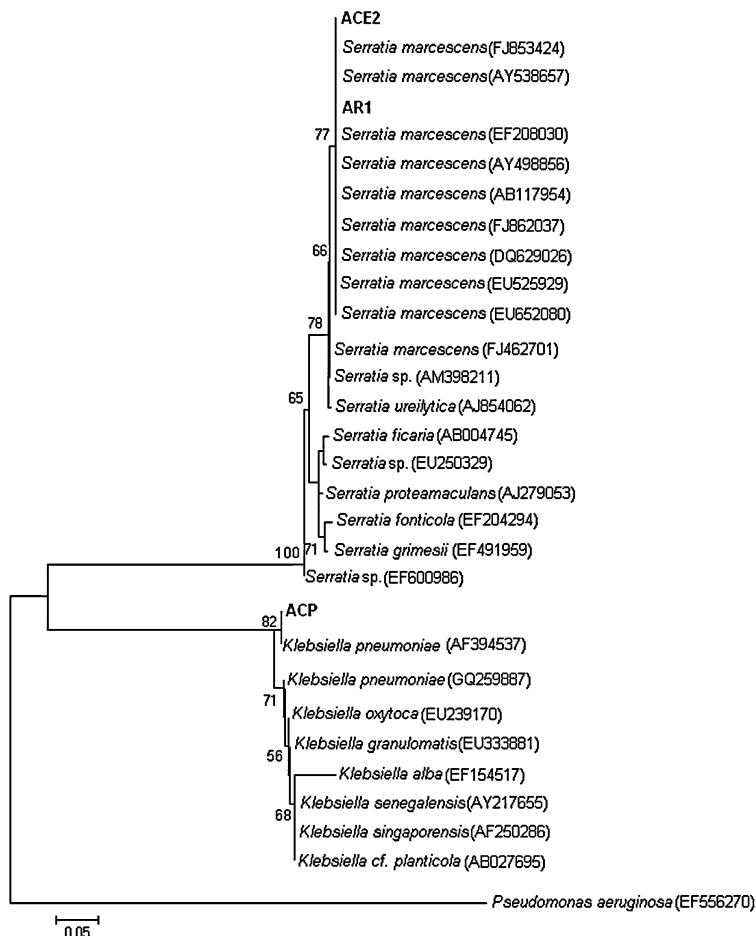 ACE2
Serratia marcescens(FJ853424)
Serratia marcescens(AY538657)
AR1
77
Serratia marcescens(EF208030)
Serratia marcescens(AY498856)
Serratia marcescens(AB117954)
Serratia marcescens(FJ862037)
66
Serratia marcescens (DQ629026)
Serratia marcescens(EU525929)
Serratia marcescens (EU652080)
78
Serratia marcescens (FJ462701)
Serratia sp. (AM398211)
65
Serratia ureilytica(AJ854062)
Serratia ficaria(AB004745)
Serratia sp. (EU250329)
Serratia proteamaculans(AJ279053)
Serratia fonticola (EF204294)
100 71 Serratia grimesii (EF491959)
Serratia sp. (EF600986)
ACP
82
Klebsiella pneumoniae (AF394537)
Klebsiella pneumoniae(GQ259887)
71
Klebsiella oxytoca(EU239170)
Klebsiella granulomatis(EU333881)
56
Klebsiella alba(EF154517)
Klebsiella senegalensis(AY217655)
68
Klebsiella singaporensis(AF250286)
Klebsiella cf. planticola(AB027695)
Pseudomonas aeruginosa(EF556270)
0.05